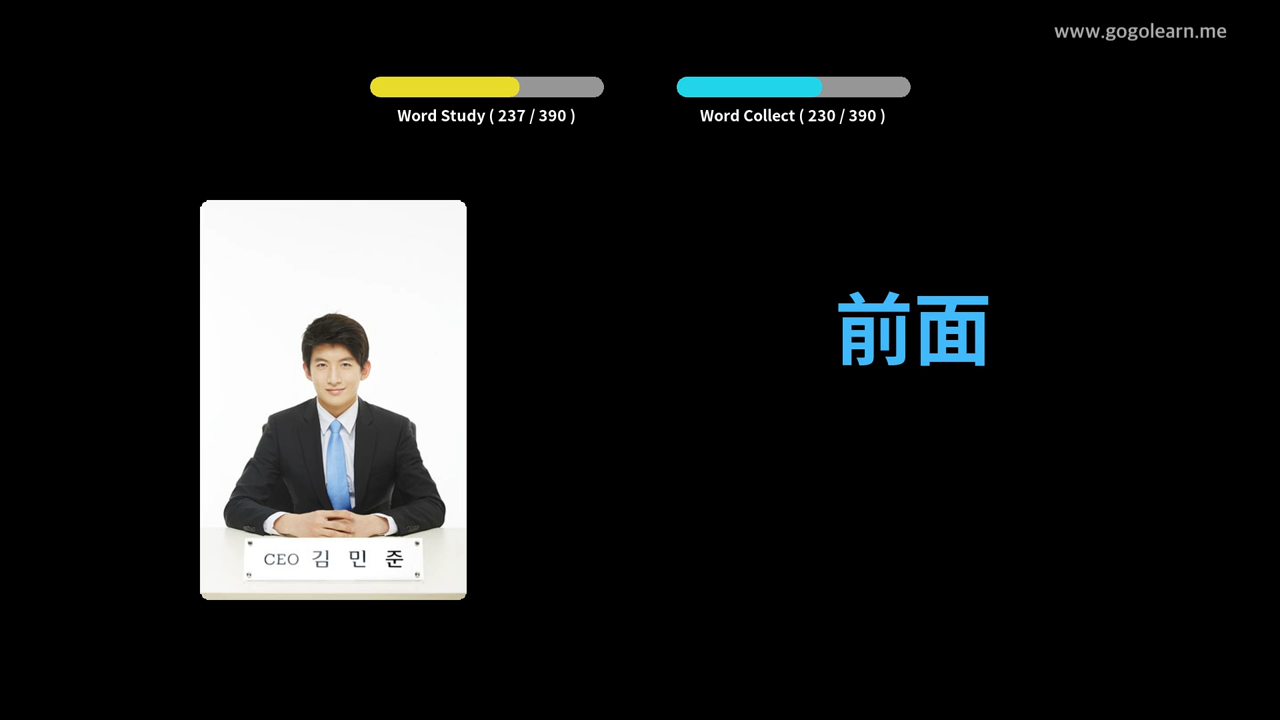 www.gogolearn.me
Word Study ( 237 / 390 )
Word Collect ( 230 / 390 )
前面
CEO 김 민 준